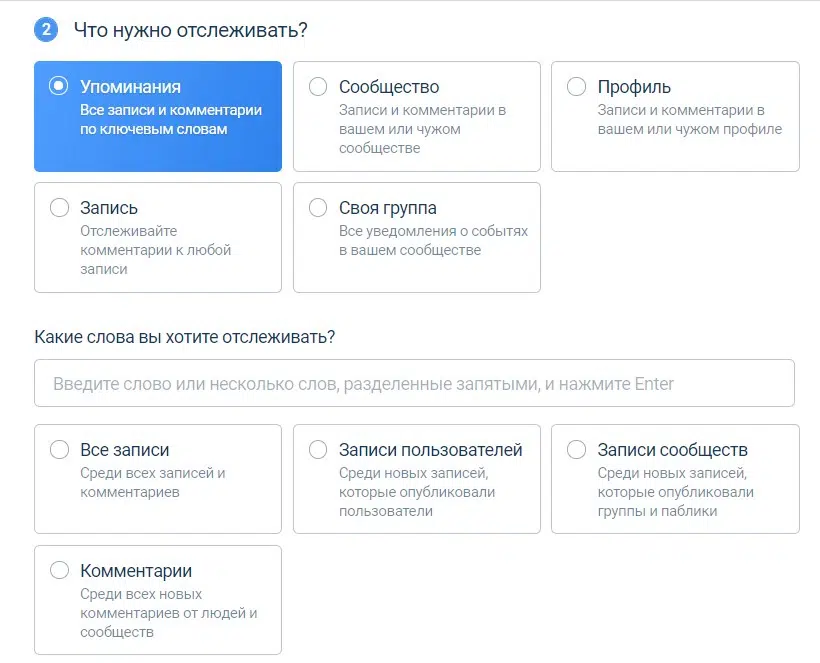 2 Что нужно отслеживать?
Упоминания
Все записи и комментарии
по ключевым словам
Сообщество
Записи и комментарии в
вашем или чужом
сообществе
Профиль
Записи и комментарии в
вашем или чужом профиле
Запись
Отслеживайте
комментарии к любой
записи
Своя группа
Все уведомления о событях
в вашем сообществе
Какие слова вы хотите отслеживать?
Введите слово или несколько слов, разделенные запятыми, и нажмите Enter
Все записи
Среди всех записей и
комментариев
Записи пользователей
Среди новых записей,
которые опубликовали
пользователи
Записи сообществ
Среди новых записей,
которые опубликовали
группы и паблики
Комментарии
Среди всех новых
комментариев от людей и
сообществ